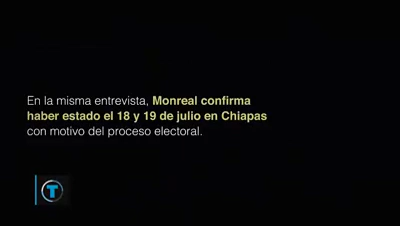 En la misma entrevista, Monreal confirma
haber estado el 18 y 19 de julio en Chiapas
con motivo del proceso electoral.
T